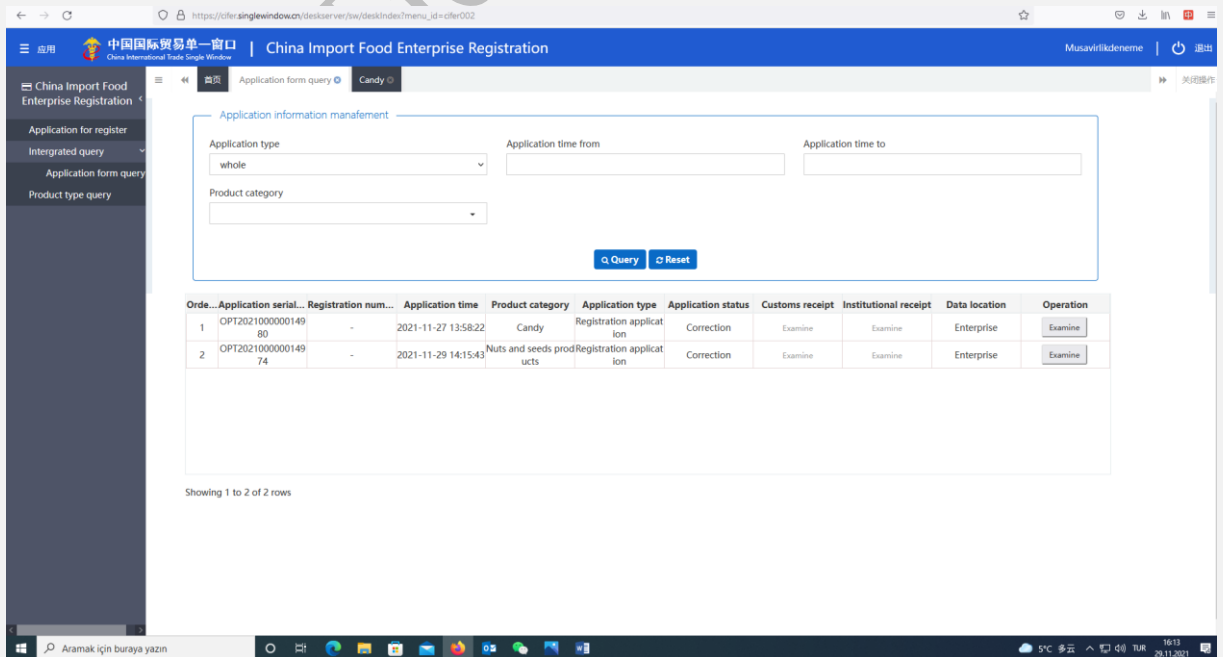 https://cifer.singlewindow.cn/deskserver/sw/deskIndex?menu_id=cifer002
应用
中国国际贸易单一窗口
China International Trade Single Window
| China Import Food Enterprise Registration
Musavirlikdeneme | 退出
China Import Food Enterprise Registration
首页 Application form query Candy
关闭操作
Application for register
Intergrated query
Application form query
Product type query
Application information manafement
Application type Application time from Application time to
whole
Product category
Query Reset
Orde... Application serial... Registration num... Application time Product category Application type Application status Customs receipt Institutional receipt Data location Operation
1 OPT202100000014980 - 2021-11-27 13:58:22 Candy Registration application Correction Examine Examine Enterprise Examine
2 OPT202100000014974 - 2021-11-29 14:15:43 Nuts and seeds products Registration application Correction Examine Examine Enterprise Examine
Showing 1 to 2 of 2 rows
Aramak için buraya yazın
5°C 多云 TUR 16:13
29.11.2021